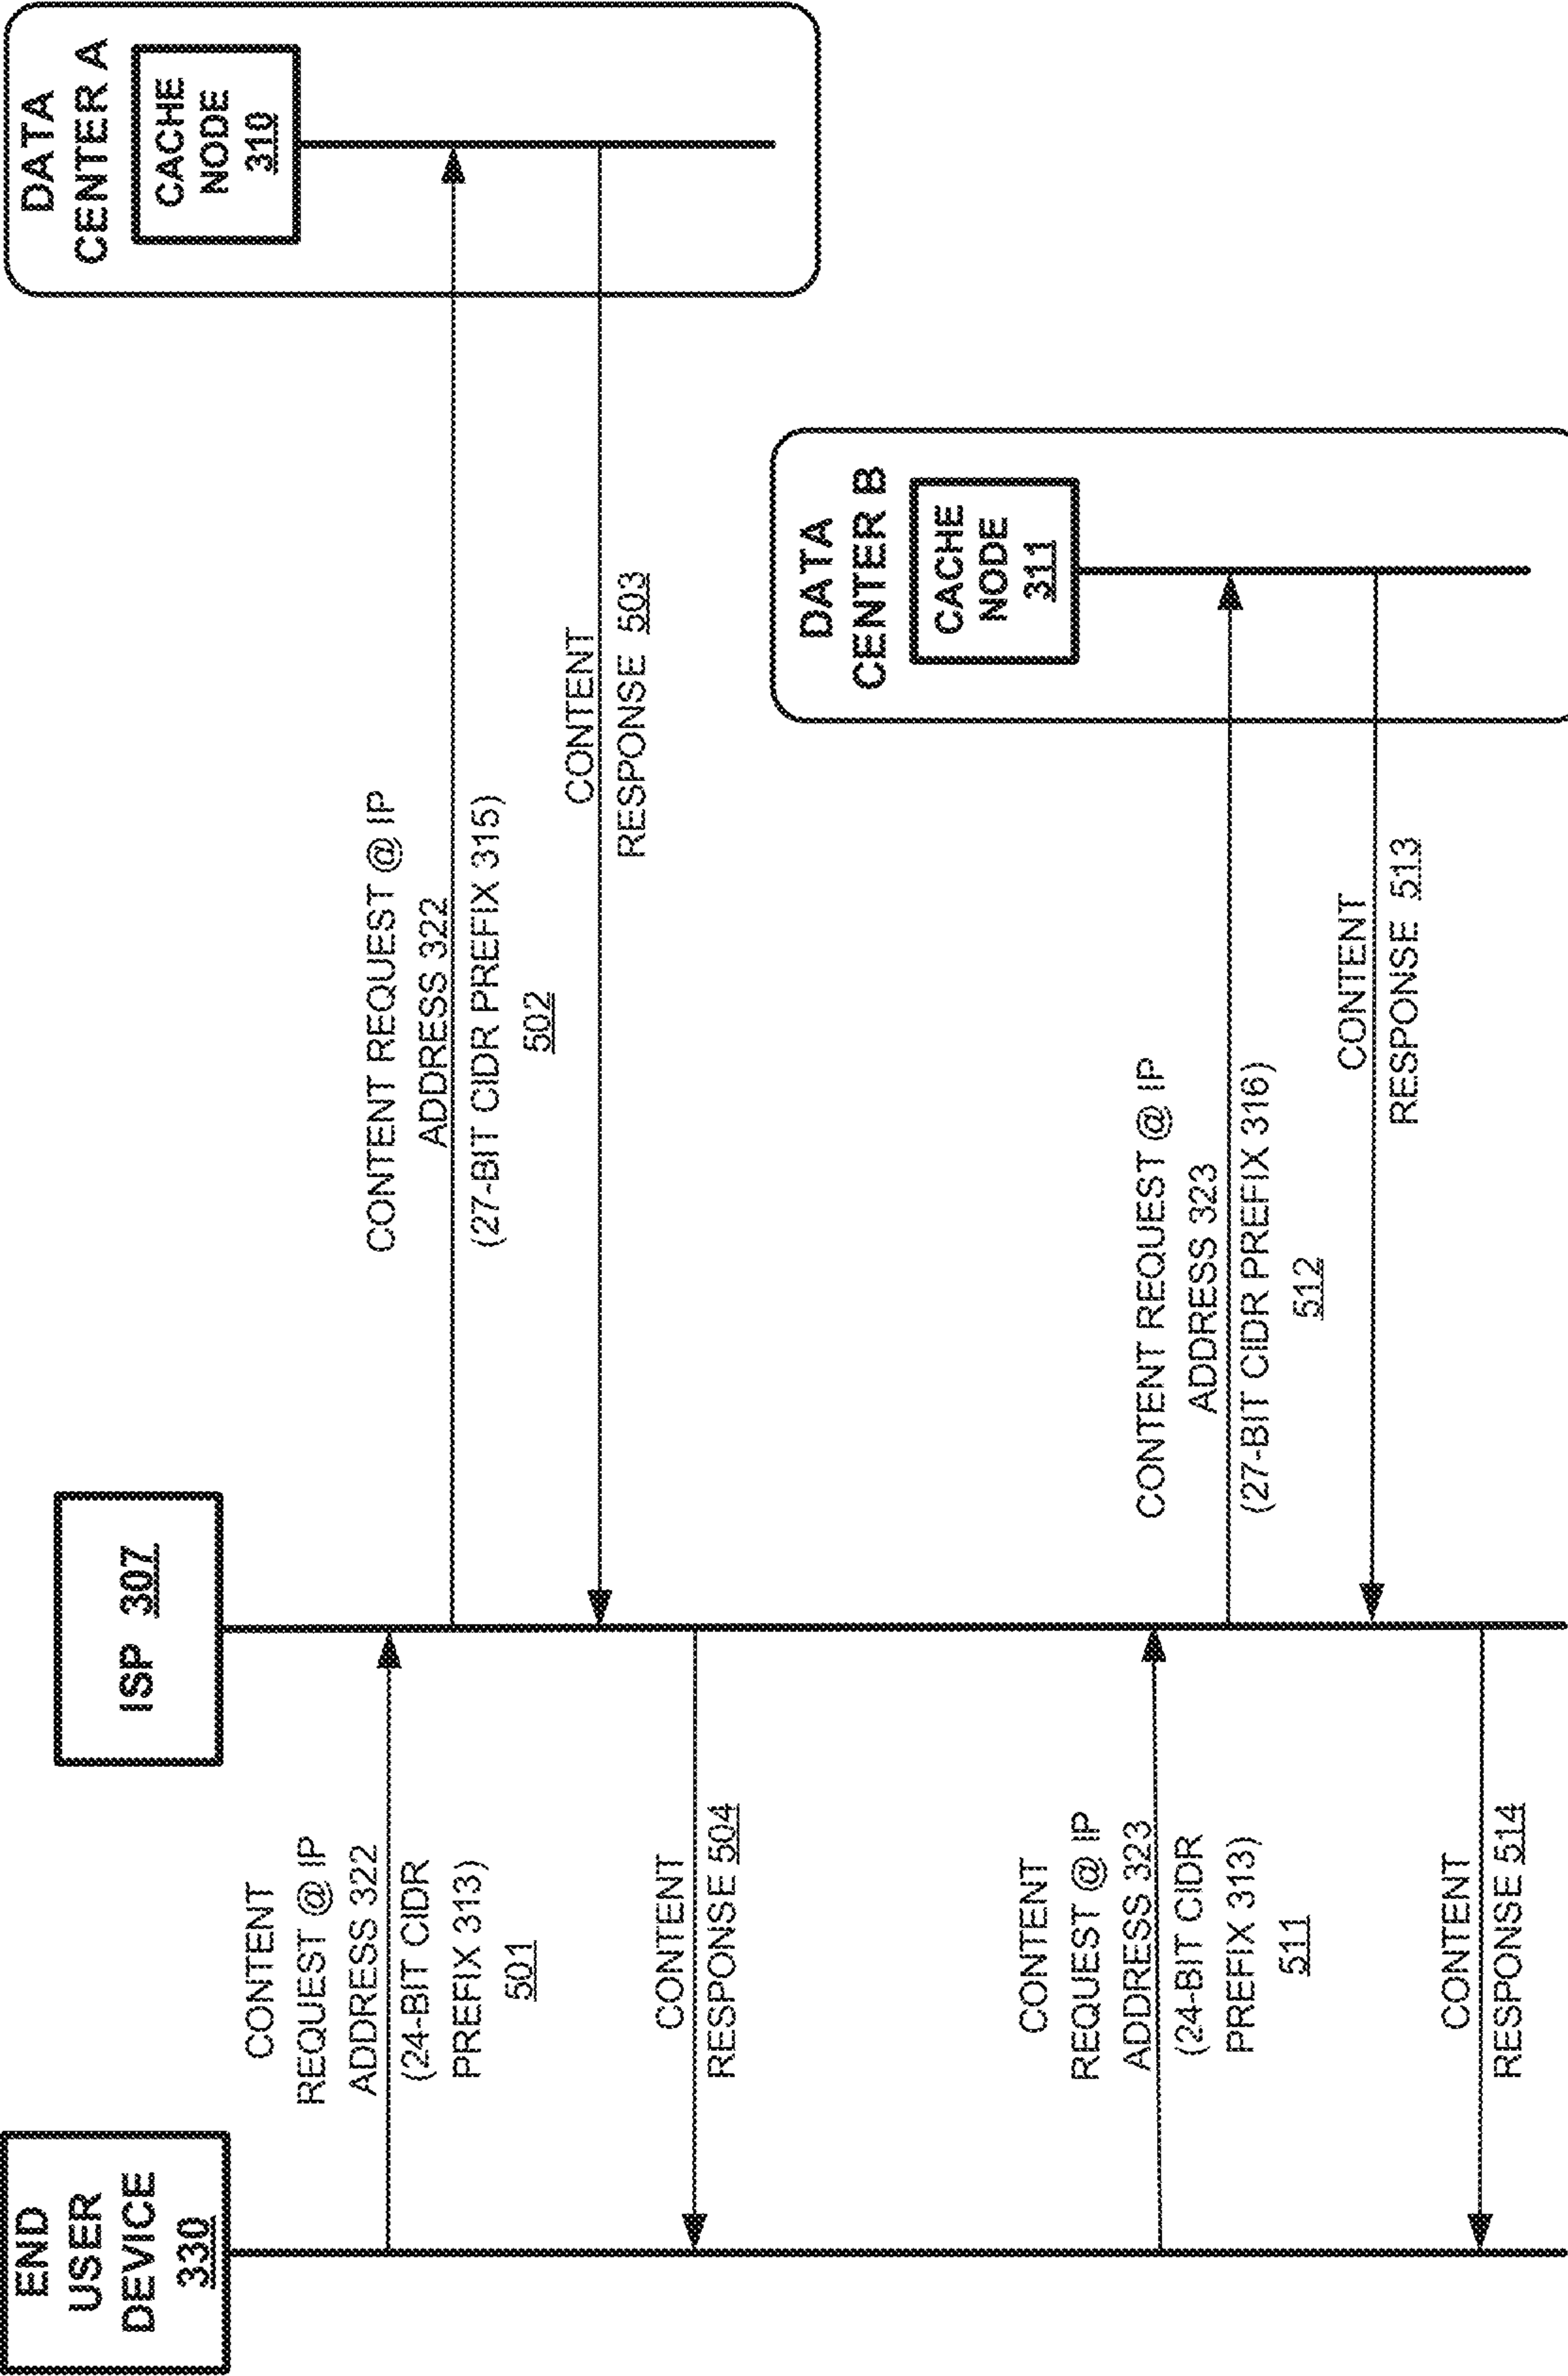 END
USER
DEVICE
330
ISP 307
DATA
CENTER A
CACHE
NODE
310
CONTENT
REQUEST @ IP
ADDRESS 322
(24-BIT CIDR
PREFIX 313)
501
CONTENT REQUEST @ IP
ADDRESS 322
(27-BIT CIDR PREFIX 315)
502
CONTENT
RESPONSE 503
CONTENT
RESPONSE 504
DATA
CENTER B
CACHE
NODE
311
CONTENT
REQUEST @ IP
ADDRESS 323
(24-BIT CIDR
PREFIX 313)
511
CONTENT REQUEST @ IP
ADDRESS 323
(27-BIT CIDR PREFIX 316)
512
CONTENT
RESPONSE 513
CONTENT
RESPONSE 514